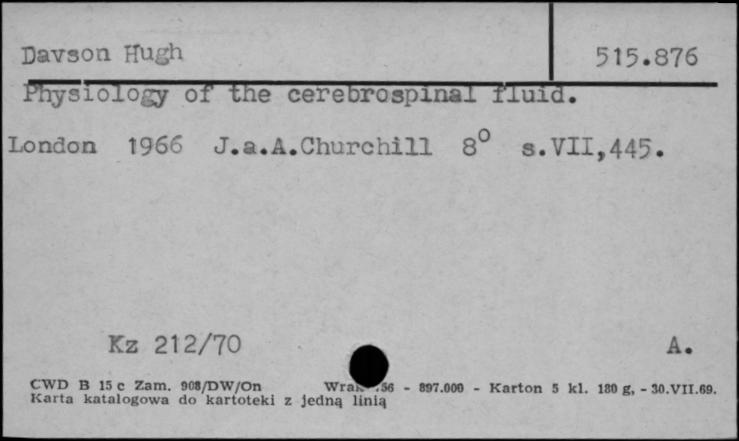 Davson Hugh 515.876
Physiology of the cerebrospinal fluid.
London 1966 J.a.A.Churchill 8° s.VII,445.
Kz 212/70 A.
CWD B 15 c Zam. 908/DW/On 56 - 897.000 - Karton 5 kl. 180 g, - 30.VII.69.
Karta katalogowa do kartoteki z jedną linią